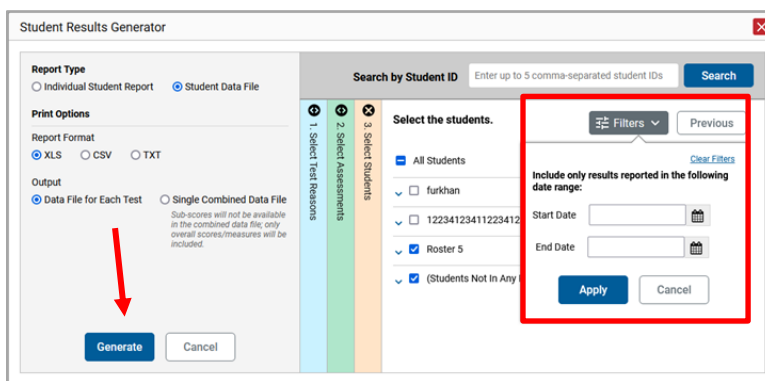 Student Results Generator
Report Type
Individual Student Report
Student Data File
Print Options
Report Format
XLS
CSV
TXT
Output
Data File for Each Test
Single Combined Data File
Sub-scores will not be available
in the combined data file; only
overall scores/measures will be
included.
Generate
Cancel
Search by Student ID
Enter up to 5 comma-separated student IDs
Search
1. Select Test Reasons
2. Select Assessments
3. Select Students
Select the students.
All Students
furkhan
12234123411223412
Roster 5
(Students Not In Any
Filters
Previous
Clear Filters
Include only results reported in the following
date range:
Start Date
End Date
Apply
Cancel